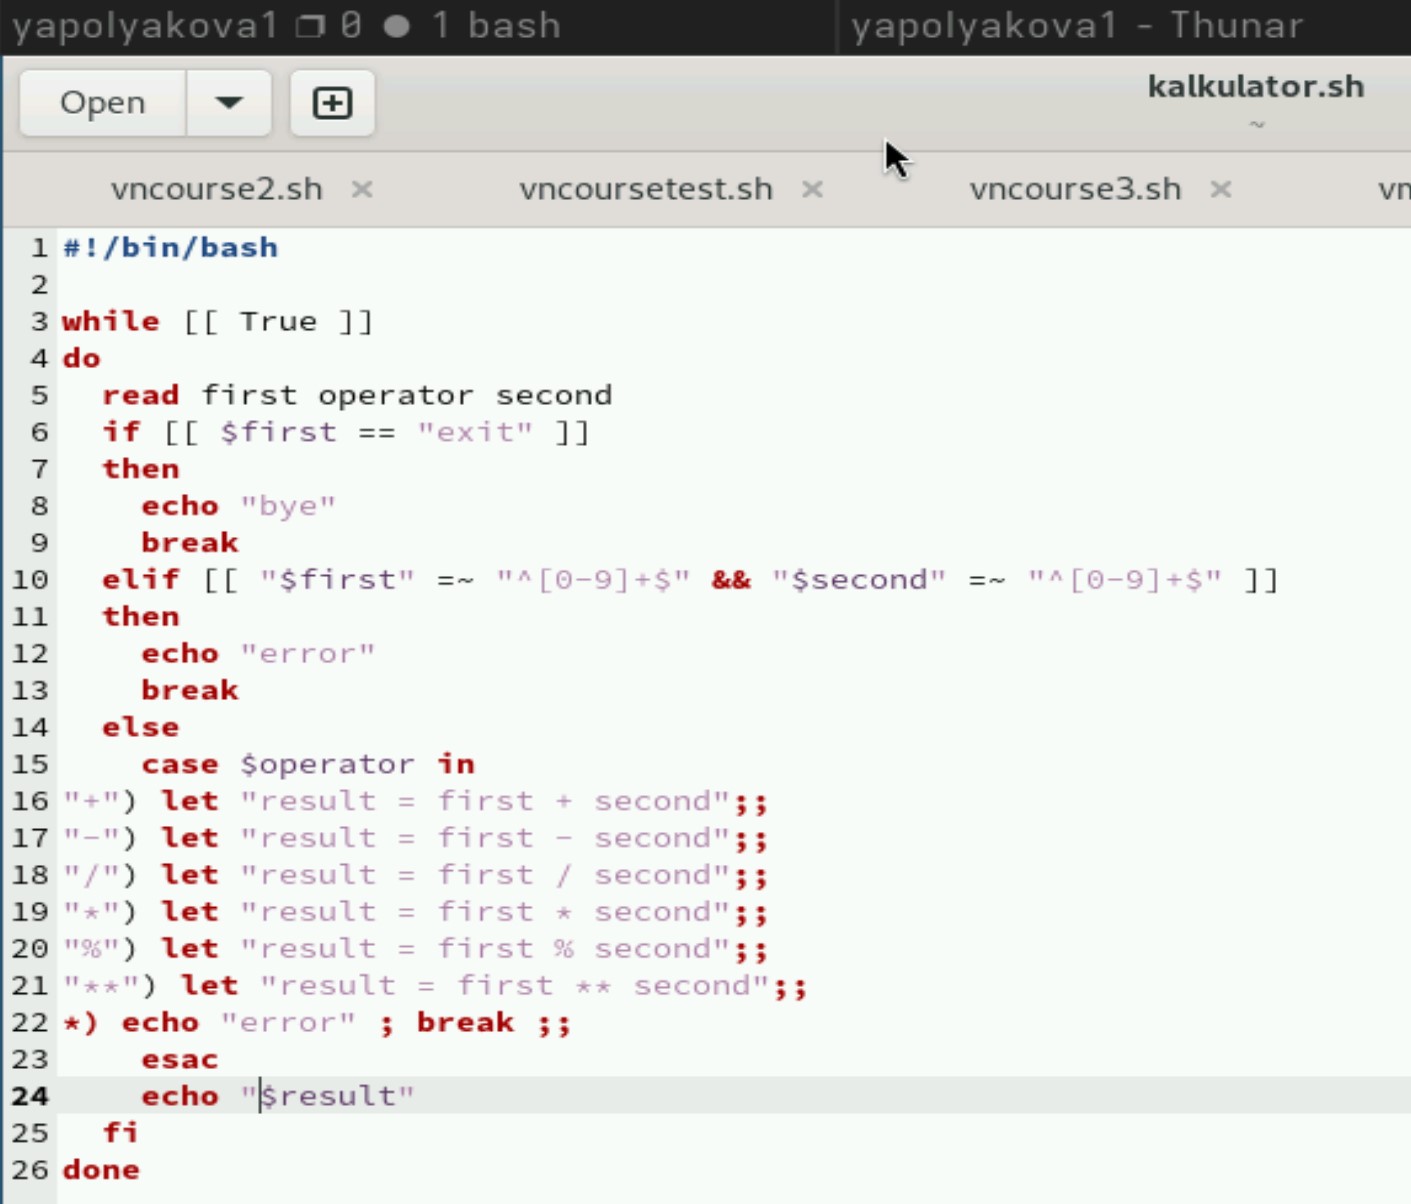 yapolyakova1 0 1 bash
yapolyakova1 - Thunar
Open
kalkulator.sh
~
vncourse2.sh
vncoursetest.sh
vncourse3.sh
1 #!/bin/bash
2
3 while [[ True ]]
4 do
5   read first operator second
6   if [[ $first == "exit" ]]
7   then
8     echo "bye"
9     break
10   elif [[ "$first" =~ "^[0-9]+$" && "$second" =~ "^[0-9]+$" ]]
11   then
12     echo "error"
13     break
14   else
15     case $operator in
16 "+") let "result = first + second";;
17 "-") let "result = first - second";;
18 "/") let "result = first / second";;
19 "*") let "result = first * second";;
20 "%") let "result = first % second";;
21 "**") let "result = first ** second";;
22 *) echo "error" ; break ;;
23     esac
24     echo "$result"
25   fi
26 done